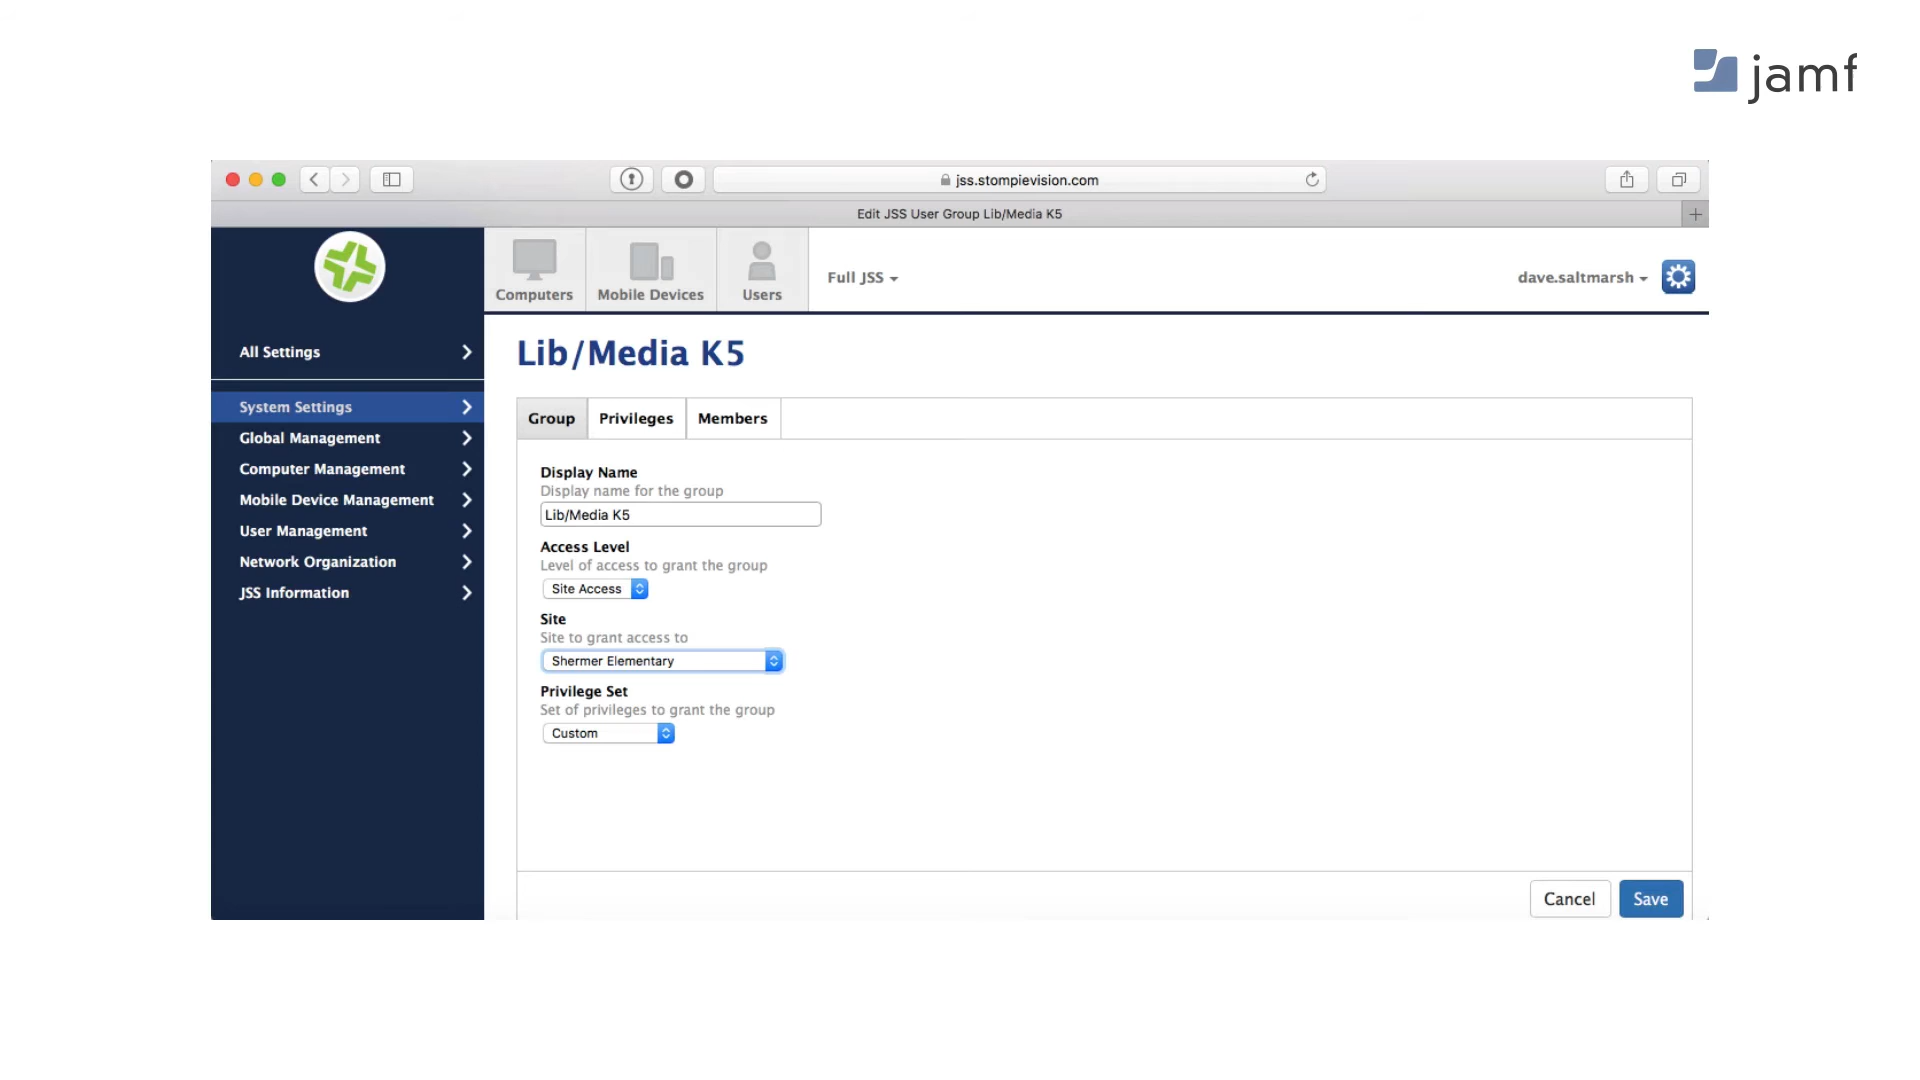 jamf
jss.stompievision.com
Edit JSS User Group Lib/Media K5
Computers
Mobile Devices
Users
Full JSS
dave.saltmarsh
All Settings
System Settings
Global Management
Computer Management
Mobile Device Management
User Management
Network Organization
JSS Information
Lib/Media K5
Group
Privileges
Members
Display Name
Display name for the group
Lib/Media K5
Access Level
Level of access to grant the group
Site Access
Site
Site to grant access to
Shermer Elementary
Privilege Set
Set of privileges to grant the group
Custom
Cancel
Save